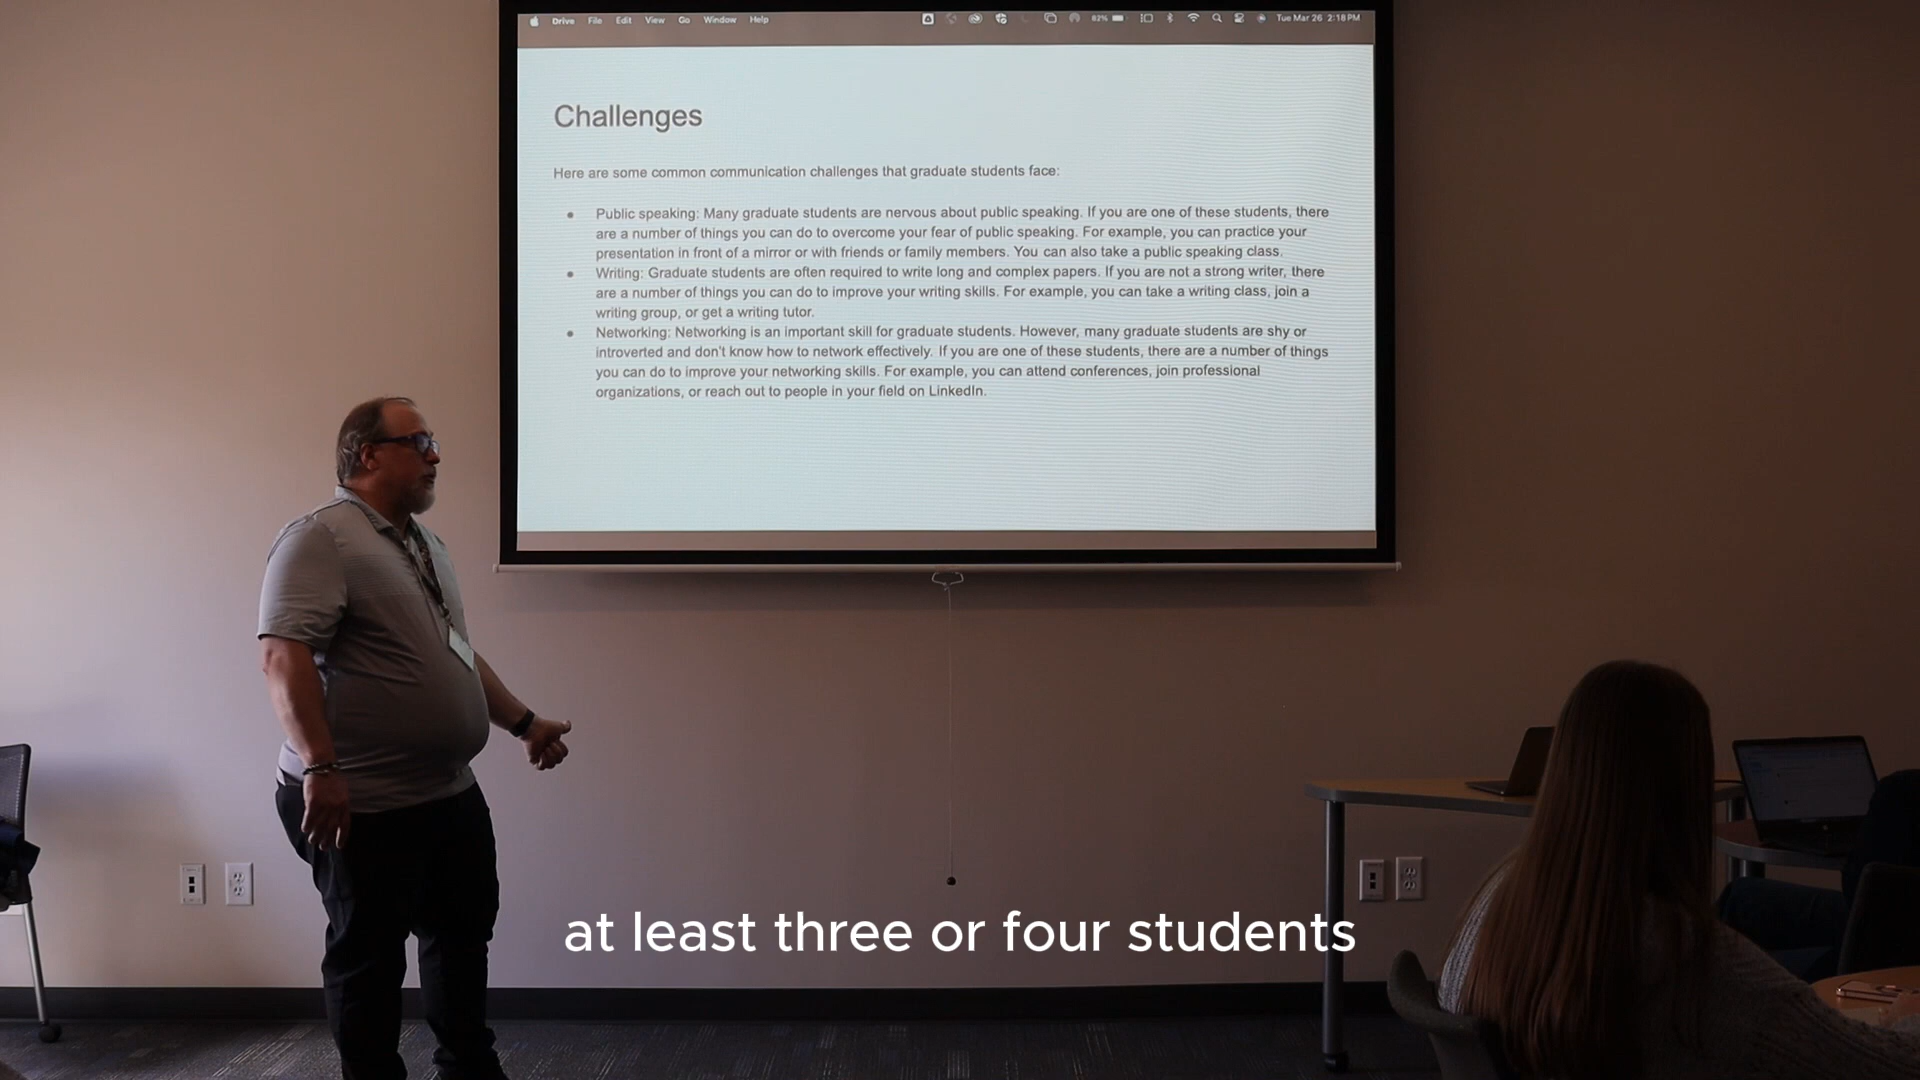 Drive File Edit View Go Window Help 82% Tue Mar 26 2:18 PM
Challenges
Here are some common communication challenges that graduate students face:
● Public speaking: Many graduate students are nervous about public speaking. If you are one of these students, there
are a number of things you can do to overcome your fear of public speaking. For example, you can practice your
presentation in front of a mirror or with friends or family members. You can also take a public speaking class.
● Writing: Graduate students are often required to write long and complex papers. If you are not a strong writer, there
are a number of things you can do to improve your writing skills. For example, you can take a writing class, join a
writing group, or get a writing tutor.
● Networking: Networking is an important skill for graduate students. However, many graduate students are shy or
introverted and don't know how to network effectively. If you are one of these students, there are a number of things
you can do to improve your networking skills. For example, you can attend conferences, join professional
organizations, or reach out to people in your field on LinkedIn.
at least three or four students